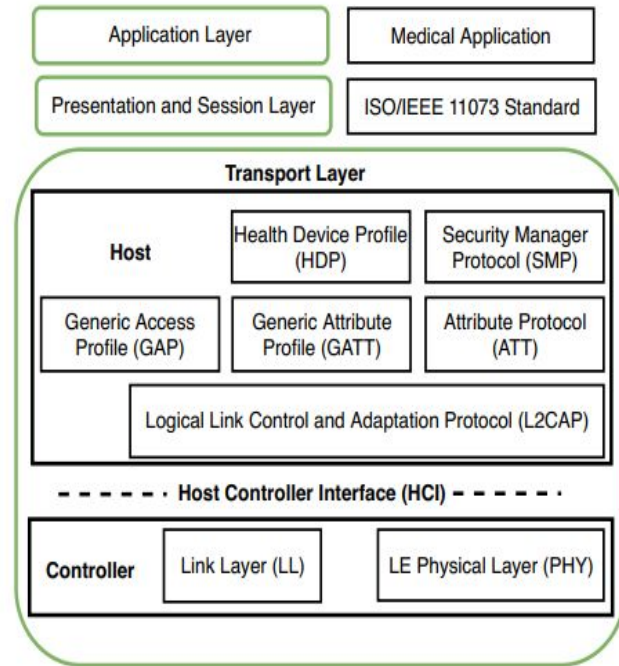 Application Layer
Medical Application
Presentation and Session Layer
ISO/IEEE 11073 Standard
Transport Layer
Host
Health Device Profile
(HDP)
Security Manager
Protocol (SMP)
Generic Access
Profile (GAP)
Generic Attribute
Profile (GATT)
Attribute Protocol
(ATT)
Logical Link Control and Adaptation Protocol (L2CAP)
Host Controller Interface (HCI)
Controller
Link Layer (LL)
LE Physical Layer (PHY)